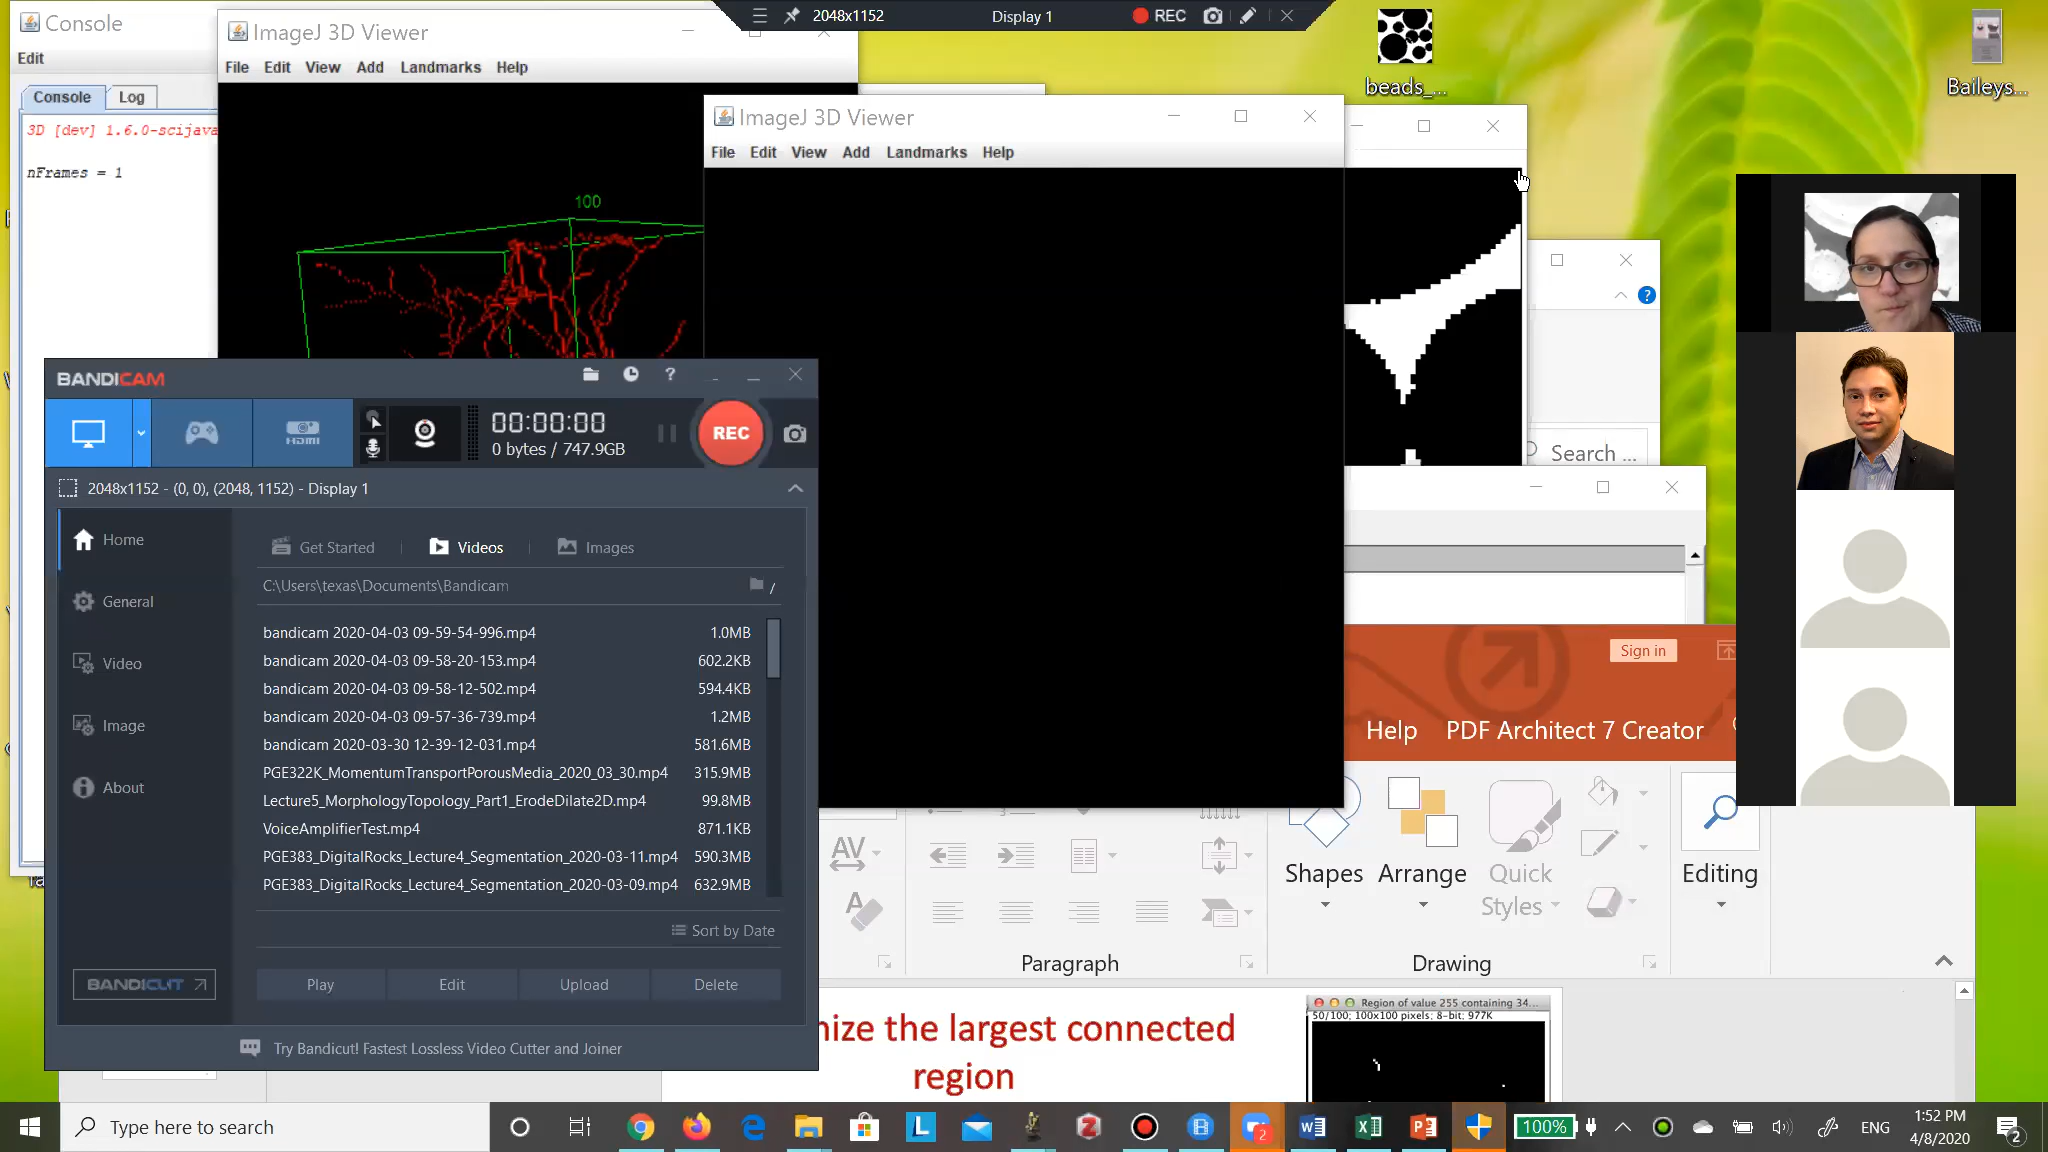 2048x1152
Display 1
REC
Console
Edit
Console
Log
3D [dev] 1.6.0-scijava
nFrames = 1
ImageJ 3D Viewer
File Edit View Add Landmarks Help
100
ImageJ 3D Viewer
File Edit View Add Landmarks Help
beads_...
Baileys...
Search ...
BANDICAM
?
HDMI
00:00:00
0 bytes / 747.9GB
REC
2048x1152 - (0, 0), (2048, 1152) - Display 1
Home
General
Video
Image
About
BANDICUT
Get Started
Videos
Images
C:\Users\texas\Documents\Bandicam
/
bandicam 2020-04-03 09-59-54-996.mp4 1.0MB
bandicam 2020-04-03 09-58-20-153.mp4 602.2KB
bandicam 2020-04-03 09-58-12-502.mp4 594.4KB
bandicam 2020-04-03 09-57-36-739.mp4 1.2MB
bandicam 2020-03-30 12-39-12-031.mp4 581.6MB
PGE322K_MomentumTransportPorousMedia_2020_03_30.mp4 315.9MB
Lecture5_MorphologyTopology_Part1_ErodeDilate2D.mp4 99.8MB
VoiceAmplifierTest.mp4 871.1KB
PGE383_DigitalRocks_Lecture4_Segmentation_2020-03-11.mp4 590.3MB
PGE383_DigitalRocks_Lecture4_Segmentation_2020-03-09.mp4 632.9MB
Sort by Date
Play Edit Upload Delete
Try Bandicut! Fastest Lossless Video Cutter and Joiner
Sign in
Help PDF Architect 7 Creator
AV
A
Shapes Arrange Quick Styles
Editing
Paragraph
Drawing
nize the largest connected
region
Region of value 255 containing 34...
50/100; 100x100 pixels; 8-bit; 977K
Type here to search
2
100%
ENG
1:52 PM
4/8/2020
2